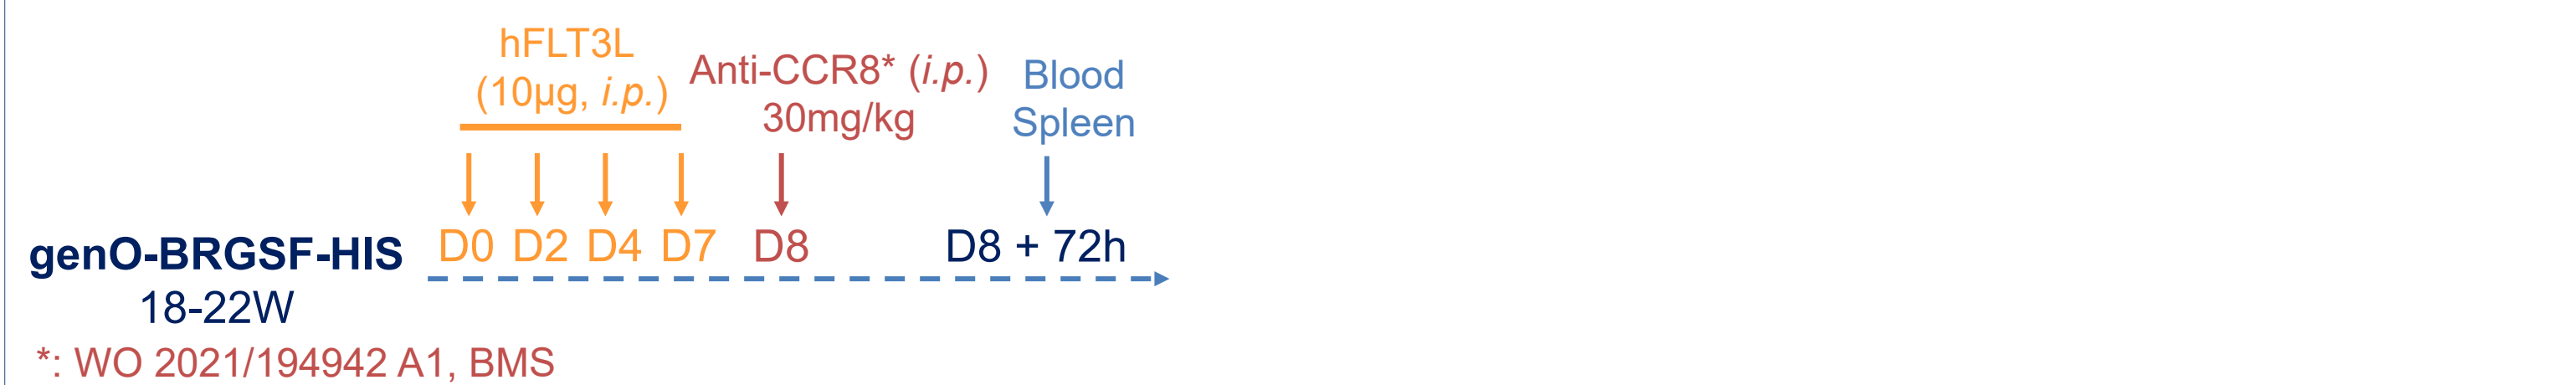 hFLT3L
(10µg, i.p.)
Anti-CCR8* (i.p.)
30mg/kg
Blood
Spleen
genO-BRGSF-HIS
18-22W
D0 D2 D4 D7 D8 D8 + 72h
*: WO 2021/194942 A1, BMS